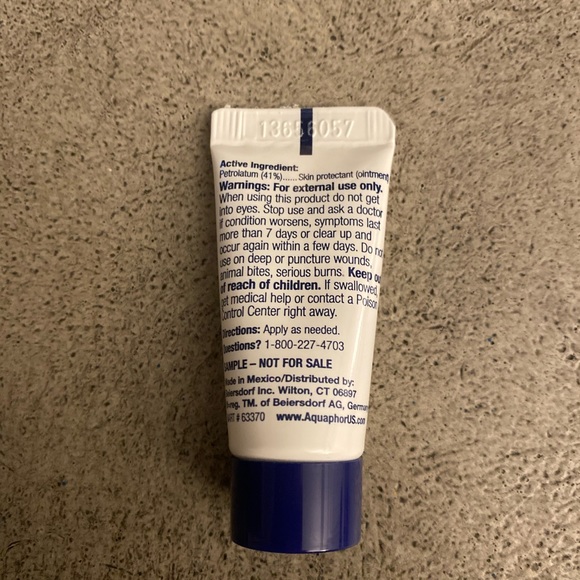 13656057
Active Ingredient:
Petrolatum (41%)......Skin protectant (ointment)
Warnings: For external use only.
When using this product do not get
into eyes. Stop use and ask a doctor
if condition worsens, symptoms last
more than 7 days or clear up and
occur again within a few days. Do not
use on deep or puncture wounds,
animal bites, serious burns. Keep out
of reach of children. If swallowed,
get medical help or contact a Poison
Control Center right away.
Directions: Apply as needed.
Questions? 1-800-227-4703
SAMPLE – NOT FOR SALE
Made in Mexico/Distributed by:
Beiersdorf Inc. Wilton, CT 06897
reg. TM. of Beiersdorf AG, German
ART # 63370 www.AquaphorUS.com